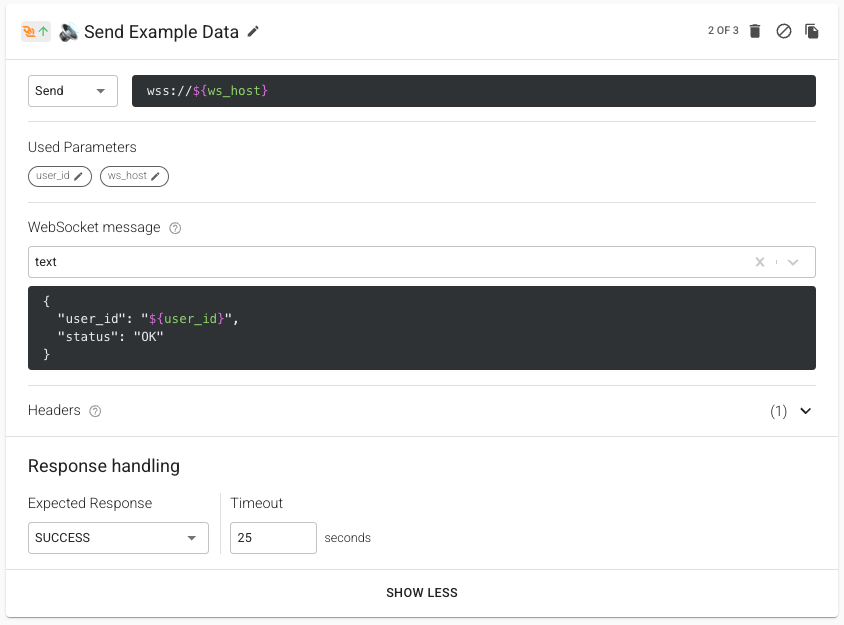 Send Example Data
2 OF 3
Send
wss://${ws_host}
Used Parameters
user_id
ws_host
WebSocket message
text
{
"user_id": "${user_id}",
"status": "OK"
}
Headers
(1)
Response handling
Expected Response
Timeout
SUCCESS
25
seconds
SHOW LESS